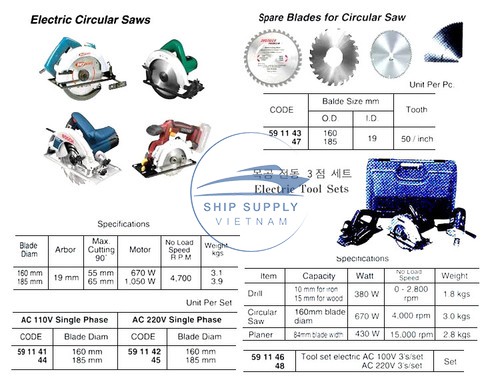 Electric Circular Saws
Spare Blades for Circular Saw
Unit Per Pc.
CODE Balde Size mm Tooth
O.D I.D
59 11 43 160 19 50 / inch
47 185
목공 전동 3 점 세트
Electric Tool Sets
SHIP SUPPLY
VIETNAM
Specifications
Blade Diam Arbor Max. Cutting 90˚ Motor No Load Speed R P M Weight kgs
160 mm 19 mm 55 mm 670 W 4,700 3.1
185 mm 65 mm 1,050 W 3.9
Unit Per Set
AC 110V Single Phase AC 220V Single Phase
CODE Blade Diam CODE Blade Diam
59 11 41 160 mm 59 11 42 160 mm
44 185 mm 45 185 mm
Specifications
Item Capacity Watt No Load Speed Weight
Drill 10 mm for iron 380 W 0 - 2.800 1.8 kgs
15 mm for wood rpm
Circular saw 160mm blade diam 670 W 4.000 rpm 3.0 kgs
Planer 84mm blade width 430 W 15,000 rpm 2.8 kgs
59 11 46 Tool set electric AC 100V 3's/set Set
48 AC 220V 3's/set